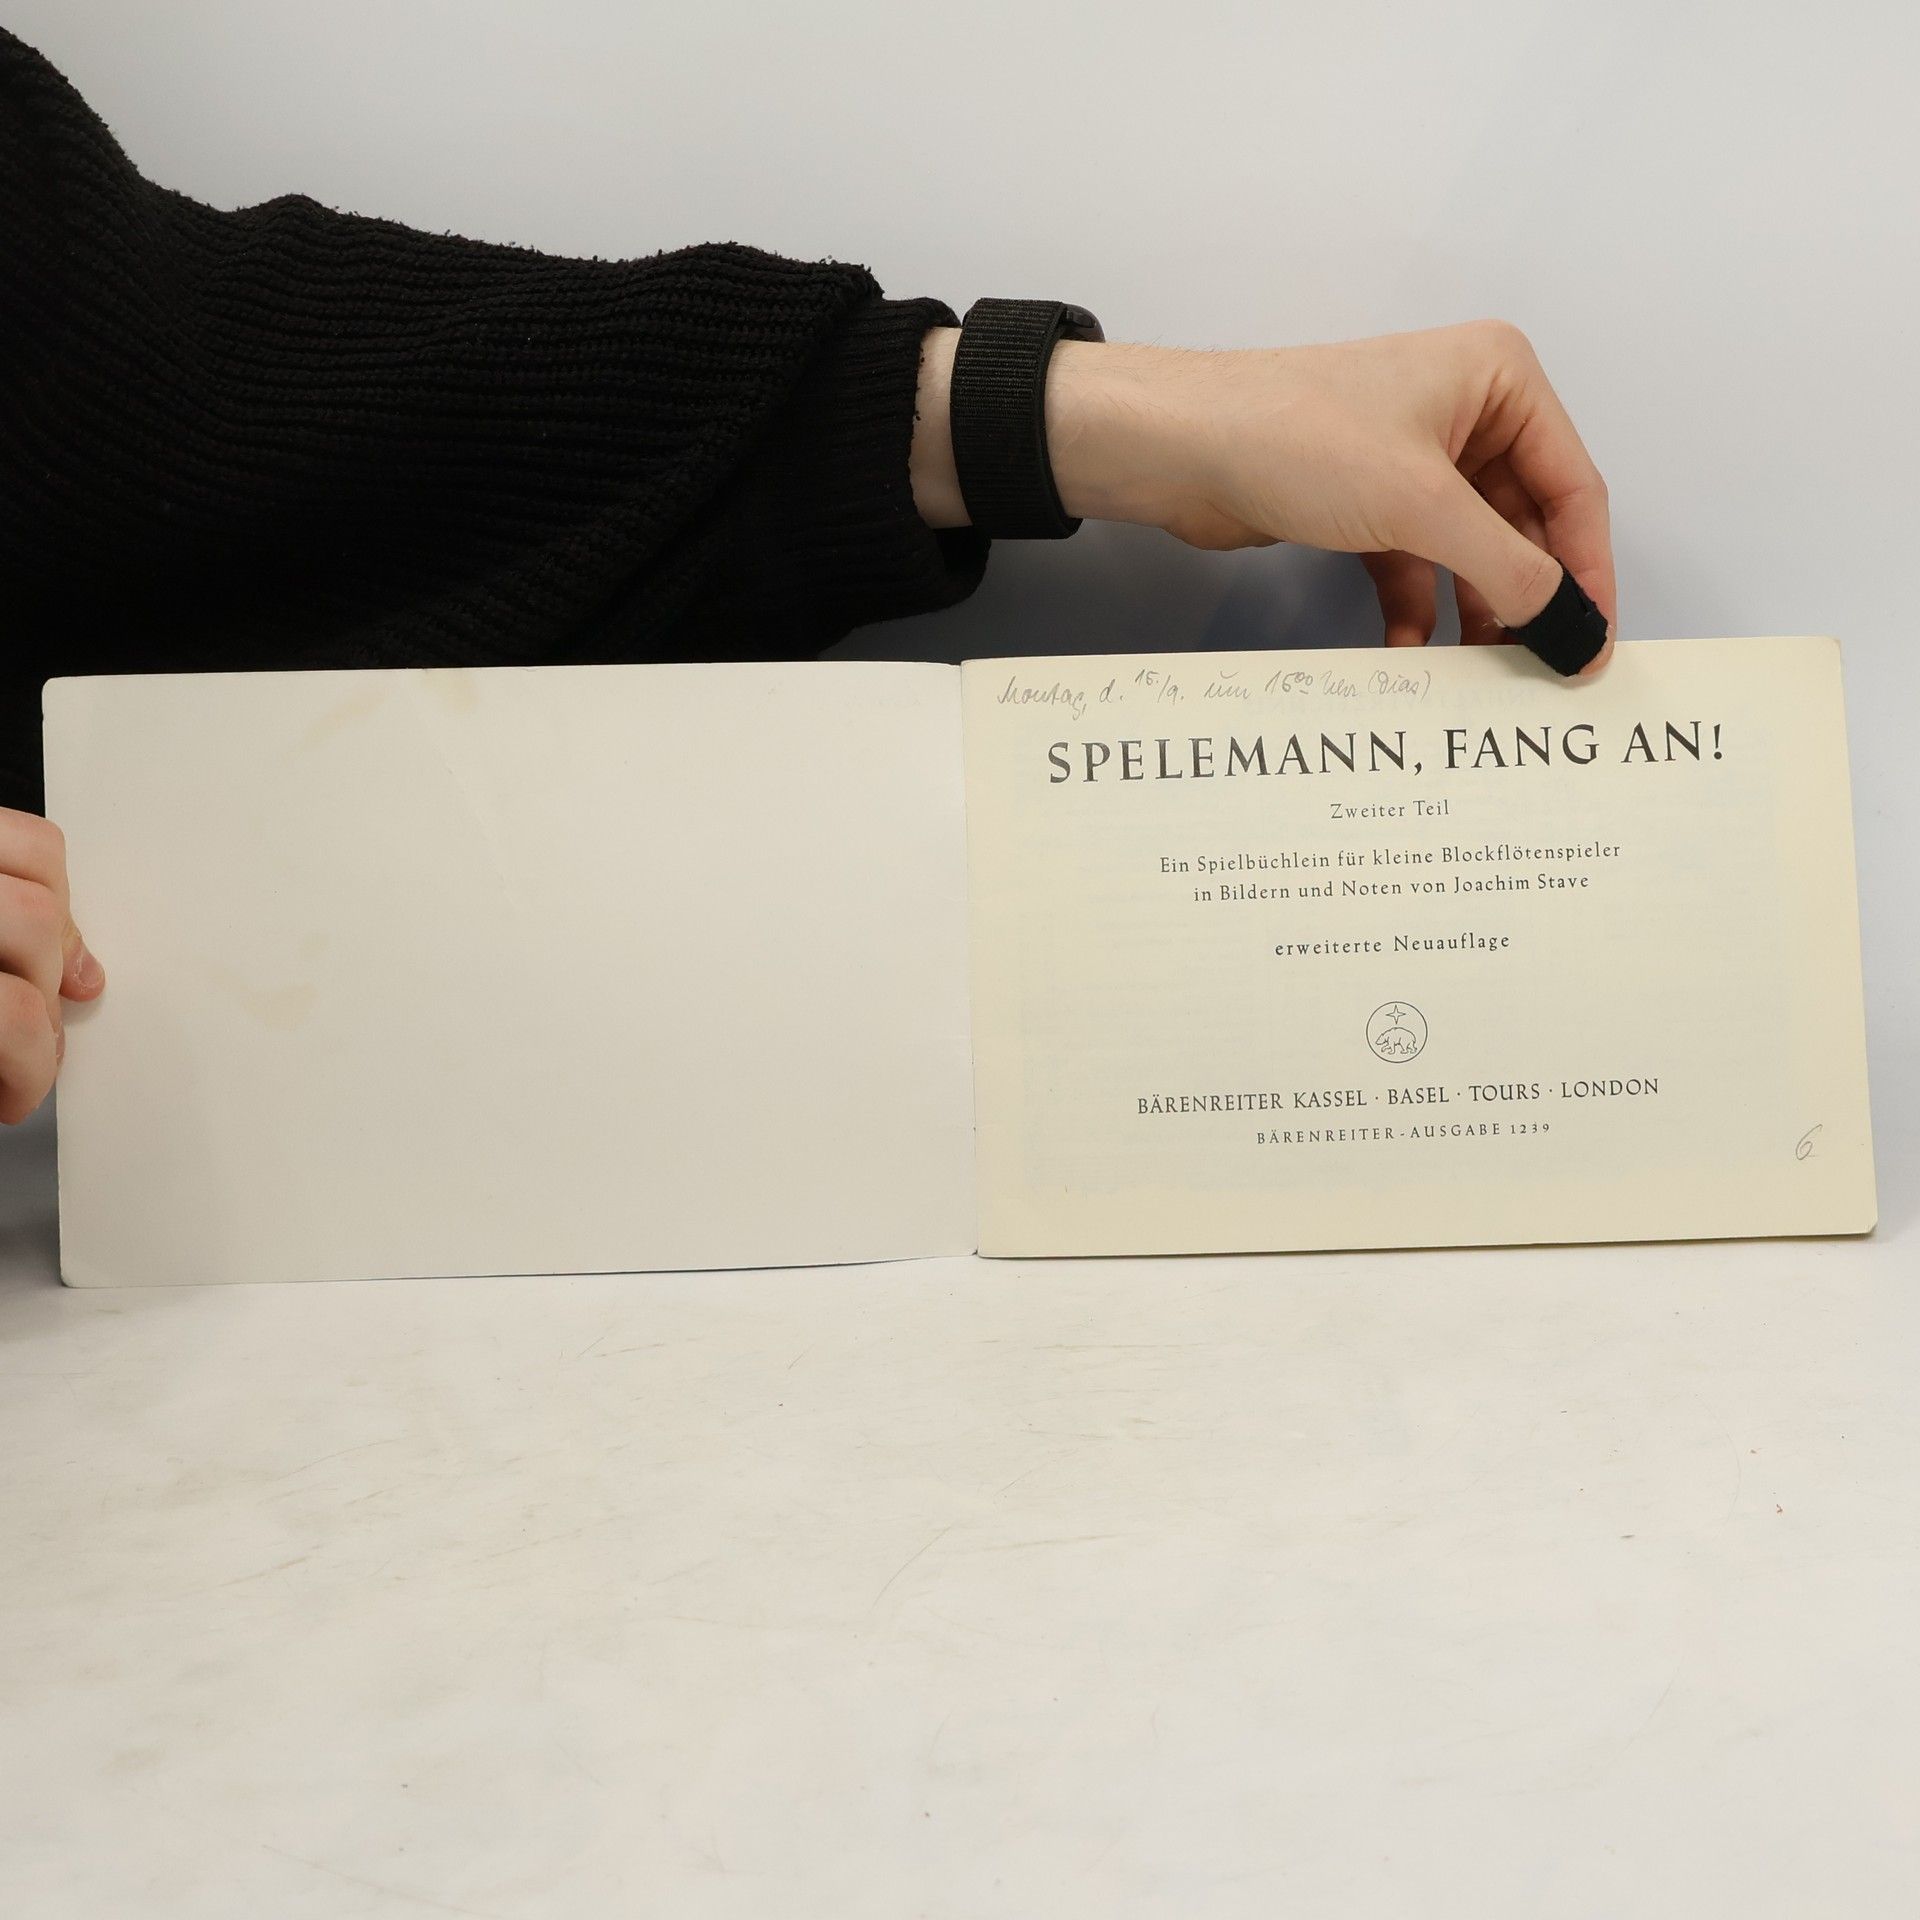 Montag, d. 15./9. um 16⁰⁰ Uhr (Dias)
SPELEMANN, FANG AN!
Zweiter Teil
Ein Spielbüchlein für kleine Blockflötenspieler
in Bildern und Noten von Joachim Stave
erweiterte Neuauflage
BÄRENREITER KASSEL · BASEL · TOURS · LONDON
BÄRENREITER-AUSGABE 1239
6